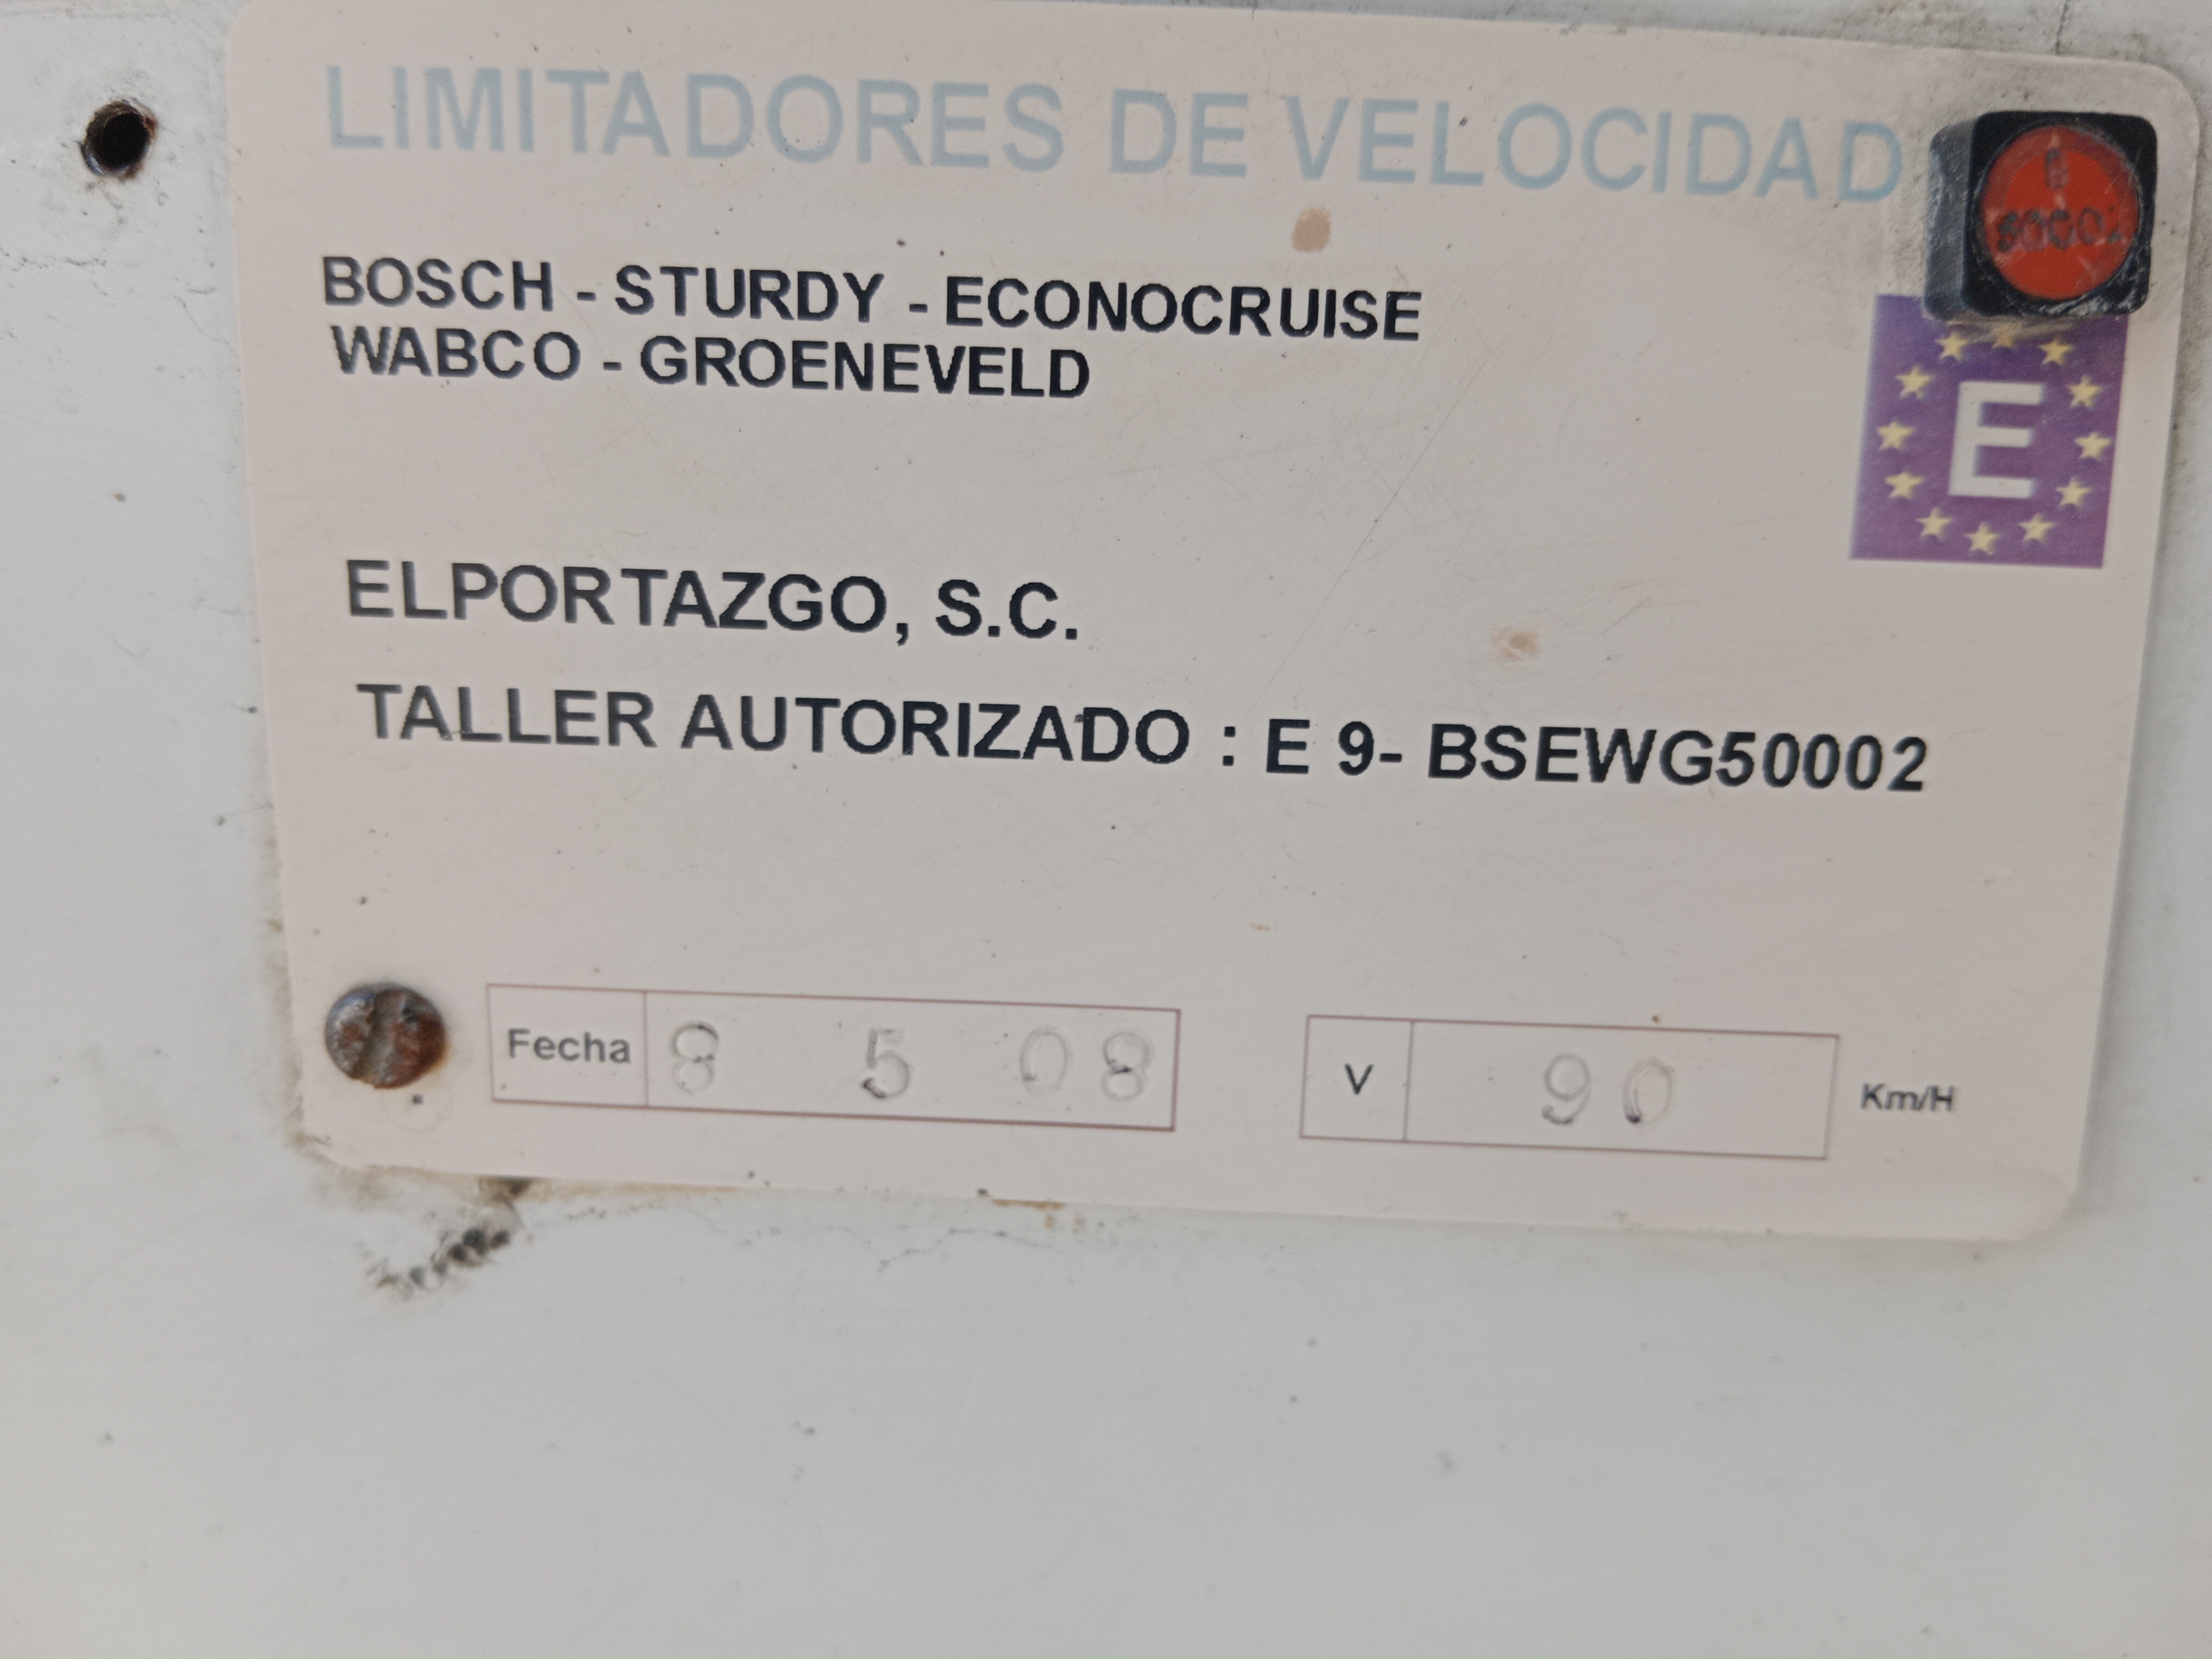 LIMITADORES DE VELOCIDAD
BOSCH - STURDY - ECONOCRUISE
WABCO - GROENEVELD
E
ELPORTAZGO, S.C.
TALLER AUTORIZADO : E 9- BSEWG50002
Fecha 8 5 08
V 90 Km/H